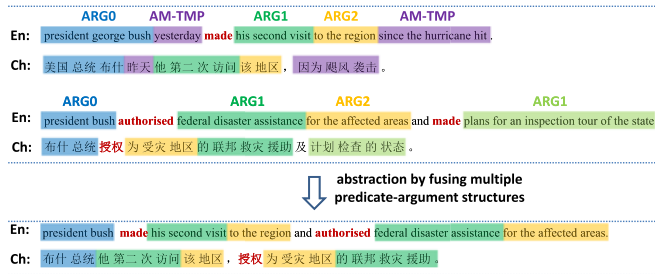 ARG0 AM-TMP ARG1 ARG2 AM-TMP
En: president george bush yesterday made his second visit to the region since the hurricane hit .
Ch: 美国 总统 布什 昨天 他 第二 次 访问 该 地区 ， 因为 飓风 袭击 。
ARG0 ARG1 ARG2 ARG1
En: president bush authorised federal disaster assistance for the affected areas and made plans for an inspection tour of the state
Ch: 布什 总统 授权 为 受灾 地区 的 联邦 救灾 援助 及 计划 检查 的 状态 。
abstraction by fusing multiple
predicate-argument structures
En: president bush made his second visit to the region and authorised federal disaster assistance for the affected areas.
Ch: 布什 总统 他 第二 次 访问 该 地区 ， 授权 为 受灾 地区 的 联邦 救灾 援助 。